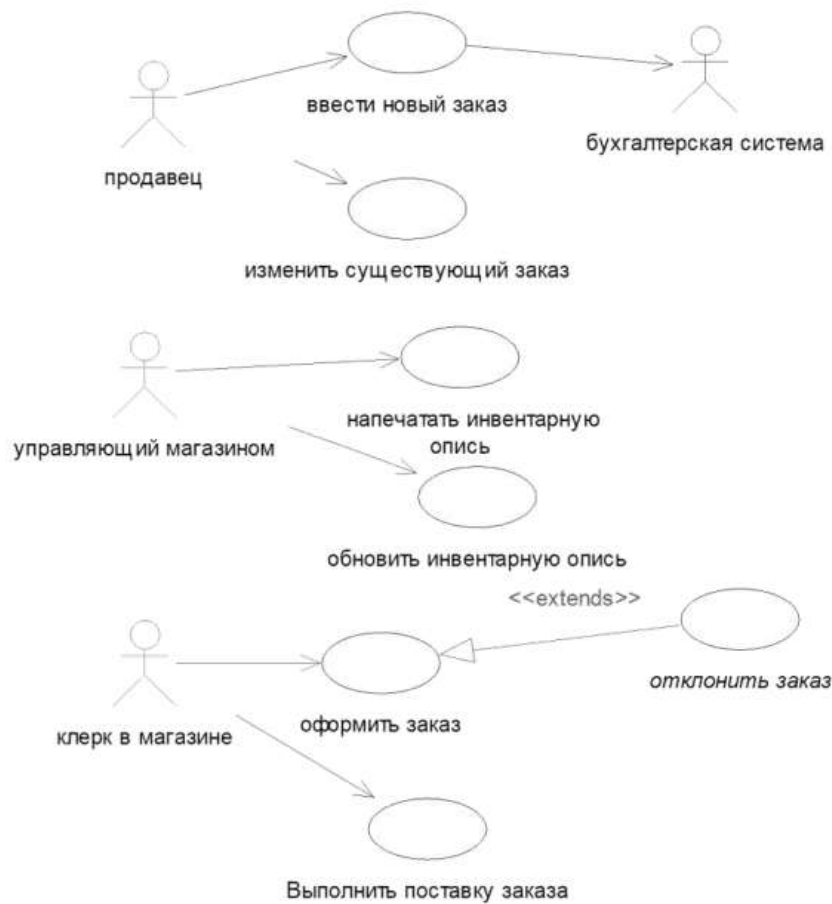 ввести новый заказ
бухгалтерская система
продавец
изменить существующий заказ
напечатать инвентарную
опись
управляющий магазином
обновить инвентарную опись
<<extends>>
отклонить заказ
оформить заказ
клерк в магазине
Выполнить поставку заказа